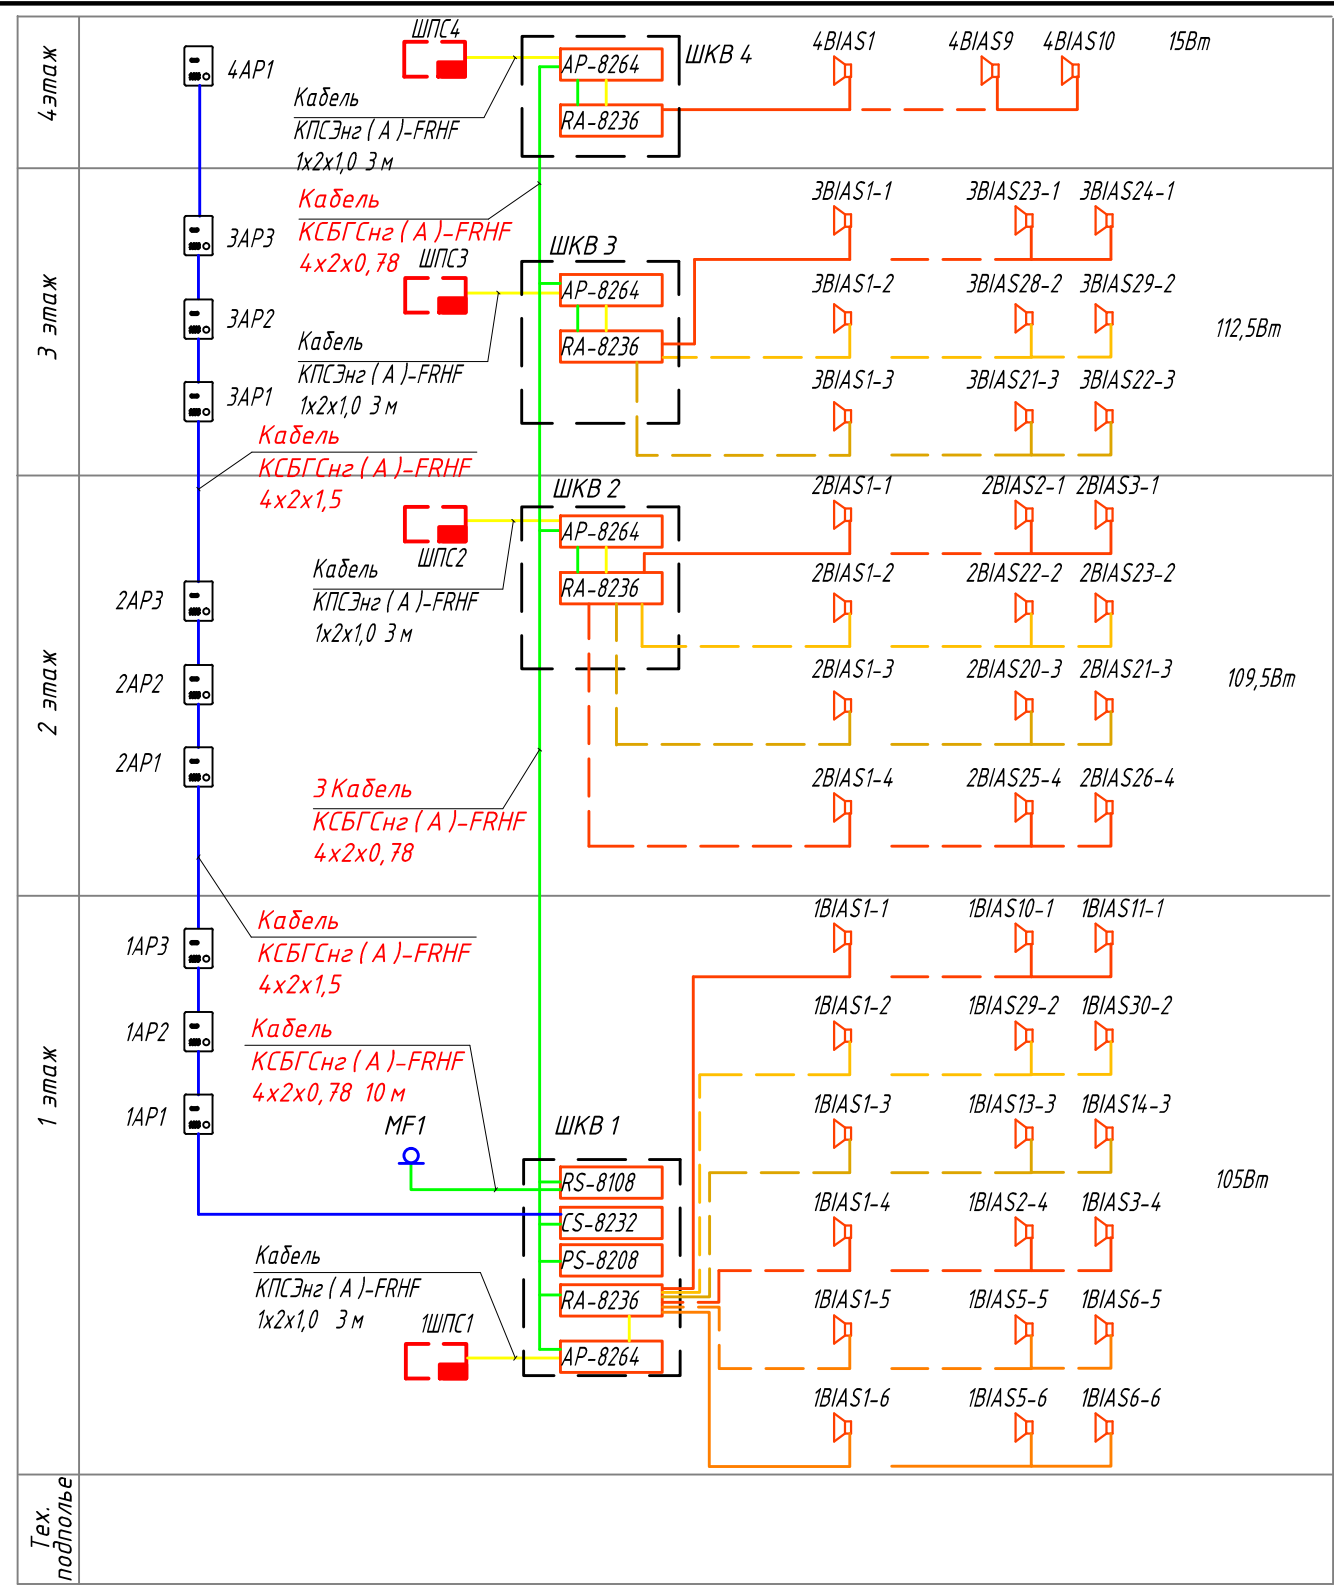 4этаж
4AP1
ШПС4
Кабель
КПСЭнг(А)-FRHF
1х2х1,0 3 м
AP-8264
RA-8236
ШКВ 4
4BIAS1
4BIAS9
4BIAS10
15Вт
3 этаж
3AP3
3AP2
3AP1
Кабель
КСБГСнг(А)-FRHF
4х2х0,78
ШПС3
Кабель
КПСЭнг(А)-FRHF
1х2х1,0 3 м
Кабель
КСБГСнг(А)-FRHF
4х2х1,5
ШКВ 3
AP-8264
RA-8236
3BIAS1-1
3BIAS23-1
3BIAS24-1
3BIAS1-2
3BIAS28-2
3BIAS29-2
3BIAS1-3
3BIAS21-3
3BIAS22-3
112,5Вт
2 этаж
2AP3
2AP2
2AP1
ШПС2
Кабель
КПСЭнг(А)-FRHF
1х2х1,0 3 м
ШКВ 2
AP-8264
RA-8236
3 Кабель
КСБГСнг(А)-FRHF
4х2х0,78
2BIAS1-1
2BIAS2-1
2BIAS3-1
2BIAS1-2
2BIAS22-2
2BIAS23-2
2BIAS1-3
2BIAS20-3
2BIAS21-3
2BIAS1-4
2BIAS25-4
2BIAS26-4
109,5Вт
1 этаж
1AP3
1AP2
1AP1
Кабель
КСБГСнг(А)-FRHF
4х2х1,5
Кабель
КСБГСнг(А)-FRHF
4х2х0,78 10 м
MF1
ШКВ 1
RS-8108
CS-8232
PS-8208
RA-8236
AP-8264
Кабель
КПСЭнг(А)-FRHF
1х2х1,0 3 м
1ШПС1
1BIAS1-1
1BIAS10-1
1BIAS11-1
1BIAS1-2
1BIAS29-2
1BIAS30-2
1BIAS1-3
1BIAS13-3
1BIAS14-3
1BIAS1-4
1BIAS2-4
1BIAS3-4
1BIAS1-5
1BIAS5-5
1BIAS6-5
1BIAS1-6
1BIAS5-6
1BIAS6-6
105Вт
Тех.
подполье